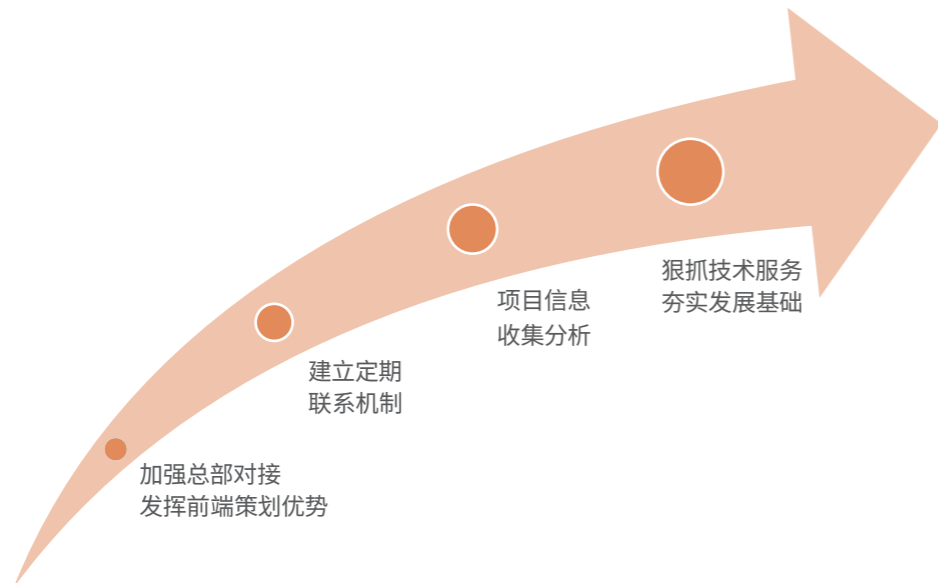 加强总部对接
发挥前端策划优势
建立定期
联系机制
项目信息
收集分析
狠抓技术服务
夯实发展基础